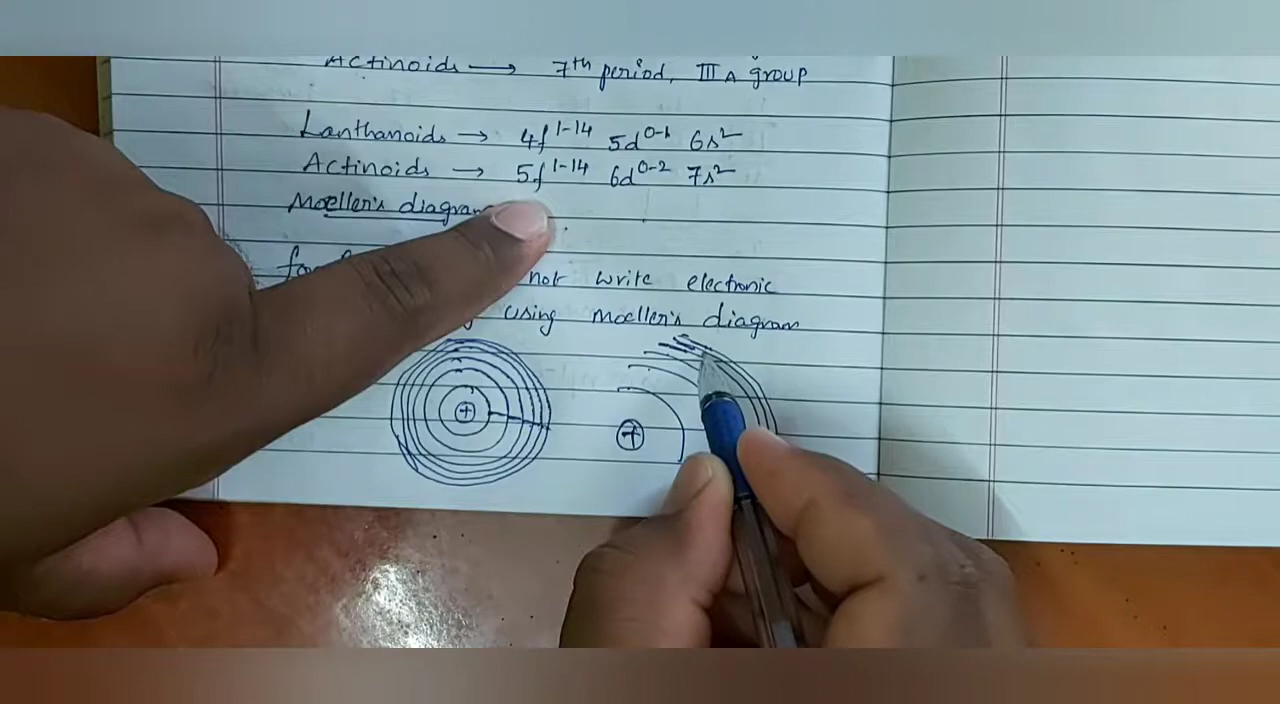 Actinoids → 7th period, III A group
Lanthanoids → 4f1-14 5d0-1 6s2
Actinoids → 5f1-14 6d0-2 7s2
Moeller's diagram
not write electronic
using moeller's diagram
+
+